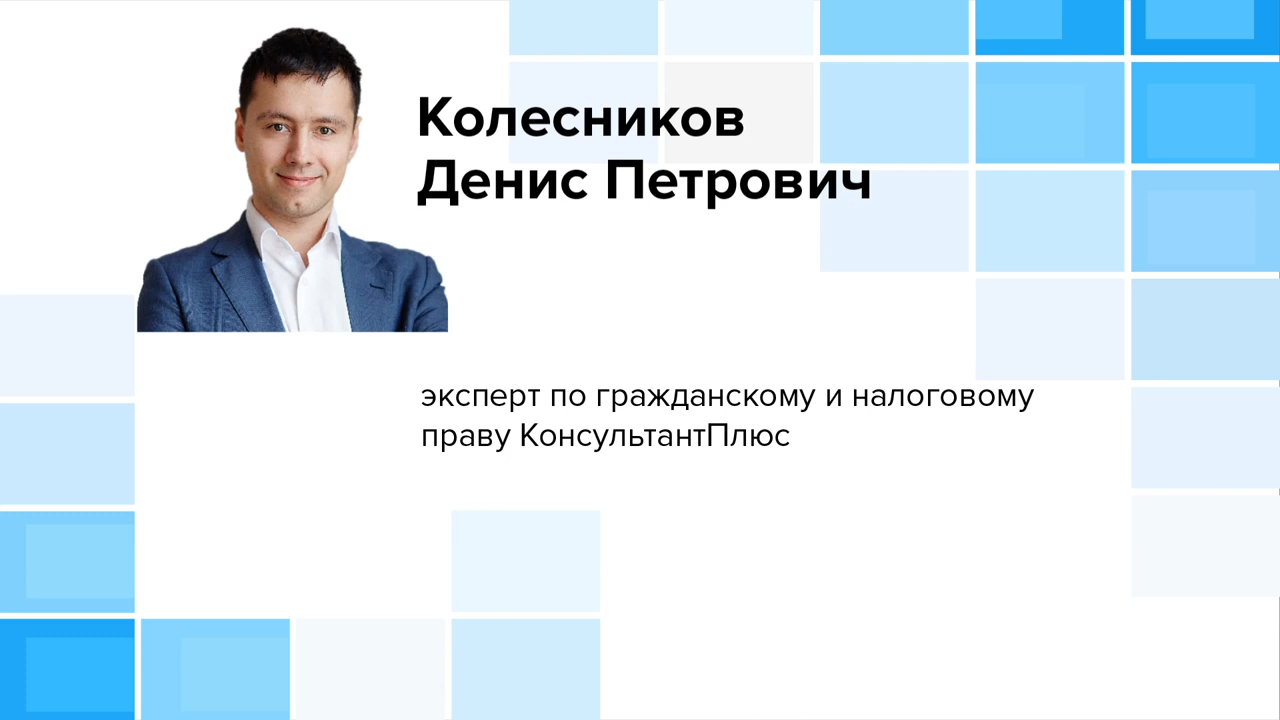 Колесников
Денис Петрович
эксперт по гражданскому и налоговому
праву КонсультантПлюс